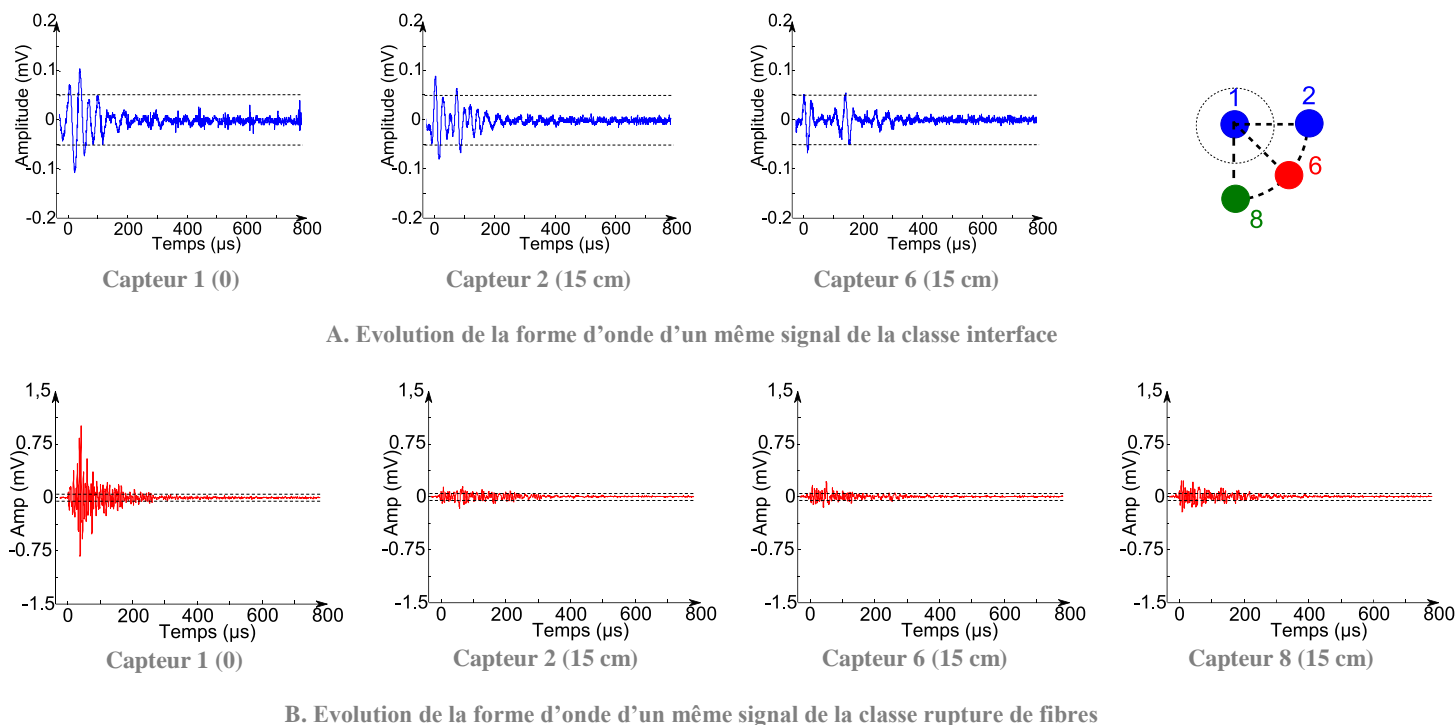 0.2 0.2 0.2
Amplitude (mV) Amplitude (mV) Amplitude (mV)
0.1 0.1 0.1
0 0 0
-0.1 -0.1 -0.1
-0.2 -0.2 -0.2
0 200 400 600 800 0 200 400 600 800 0 200 400 600 800
Temps (µs) Temps (µs) Temps (µs)
1 2
6
8
Capteur 1 (0) Capteur 2 (15 cm) Capteur 6 (15 cm)
A. Evolution de la forme d’onde d’un même signal de la classe interface
1,5 1,5 1,5 1,5
Amp (mV) Amp (mV) Amp (mV) Amp (mV)
0.75 0.75 0.75 0.75
0 0 0 0
-0.75 -0.75 -0.75 -0.75
-1.5 -1.5 -1.5 -1.5
0 200 400 600 800 0 200 400 600 800 0 200 400 600 800 0 200 400 600 800
Temps (µs) Temps (µs) Temps (µs) Temps (µs)
Capteur 1 (0) Capteur 2 (15 cm) Capteur 6 (15 cm) Capteur 8 (15 cm)
B. Evolution de la forme d’onde d’un même signal de la classe rupture de fibres